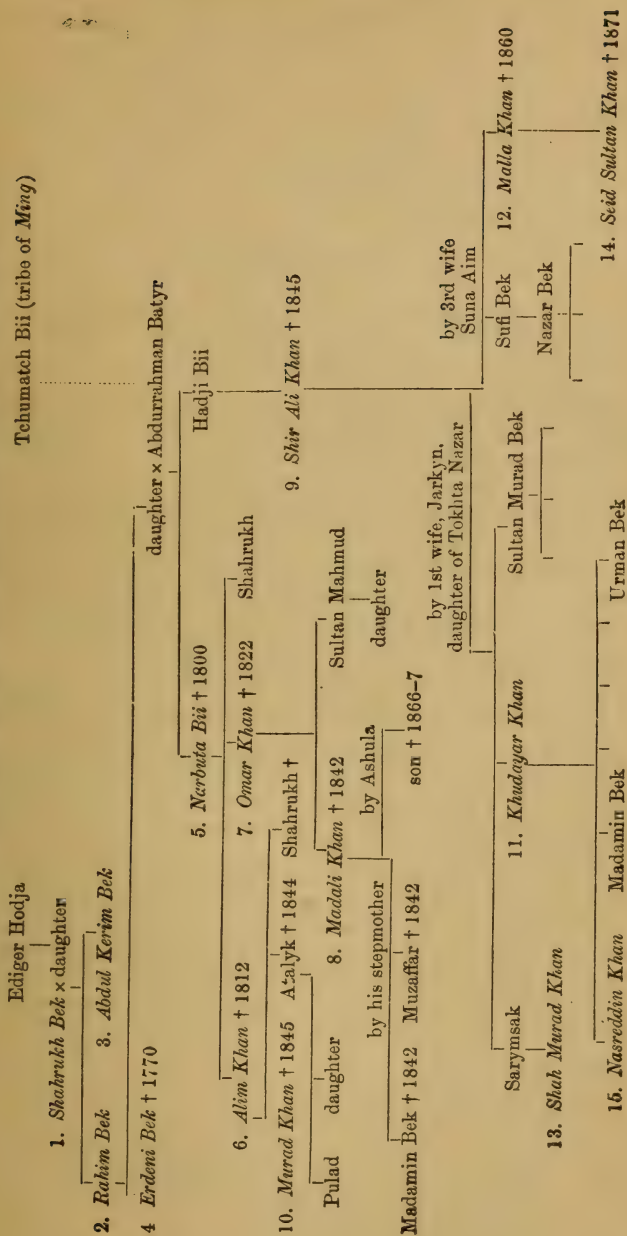 Ediger Hodja
Tchumatch Bii (tribe of Ming)
1. Shahrukh Bek × daughter
2. Rahim Bek 3. Abdul Kerim Bek
4 Erdeni Bek † 1770
daughter × Abdurrahman Batyr
5. Narbuta Bii † 1800
Hadji Bii
6. Alim Khan † 1812
7. Omar Khan † 1822
Shahrukh
9. Shir Ali Khan † 1845
10. Murad Khan † 1845 Atalyk † 1844 Shahrukh †
Pulad daughter
8. Madali Khan † 1842
Sultan Mahmud
daughter
by his stepmother
by Ashula
Madamin Bek † 1842 Muzaffar † 1842
son † 1866-7
by 1st wife, Jarkyn,
daughter of Tokhta Nazar
by 3rd wife
Suna Aim
Sarymsak
11. Khudayar Khan
Sultan Murad Bek
Sufi Bek
12. Malla Khan † 1860
13. Shah Murad Khan
Nazar Bek
14. Seid Sultan Khan † 1871
15. Nasreddin Khan
Madamin Bek
Urman Bek